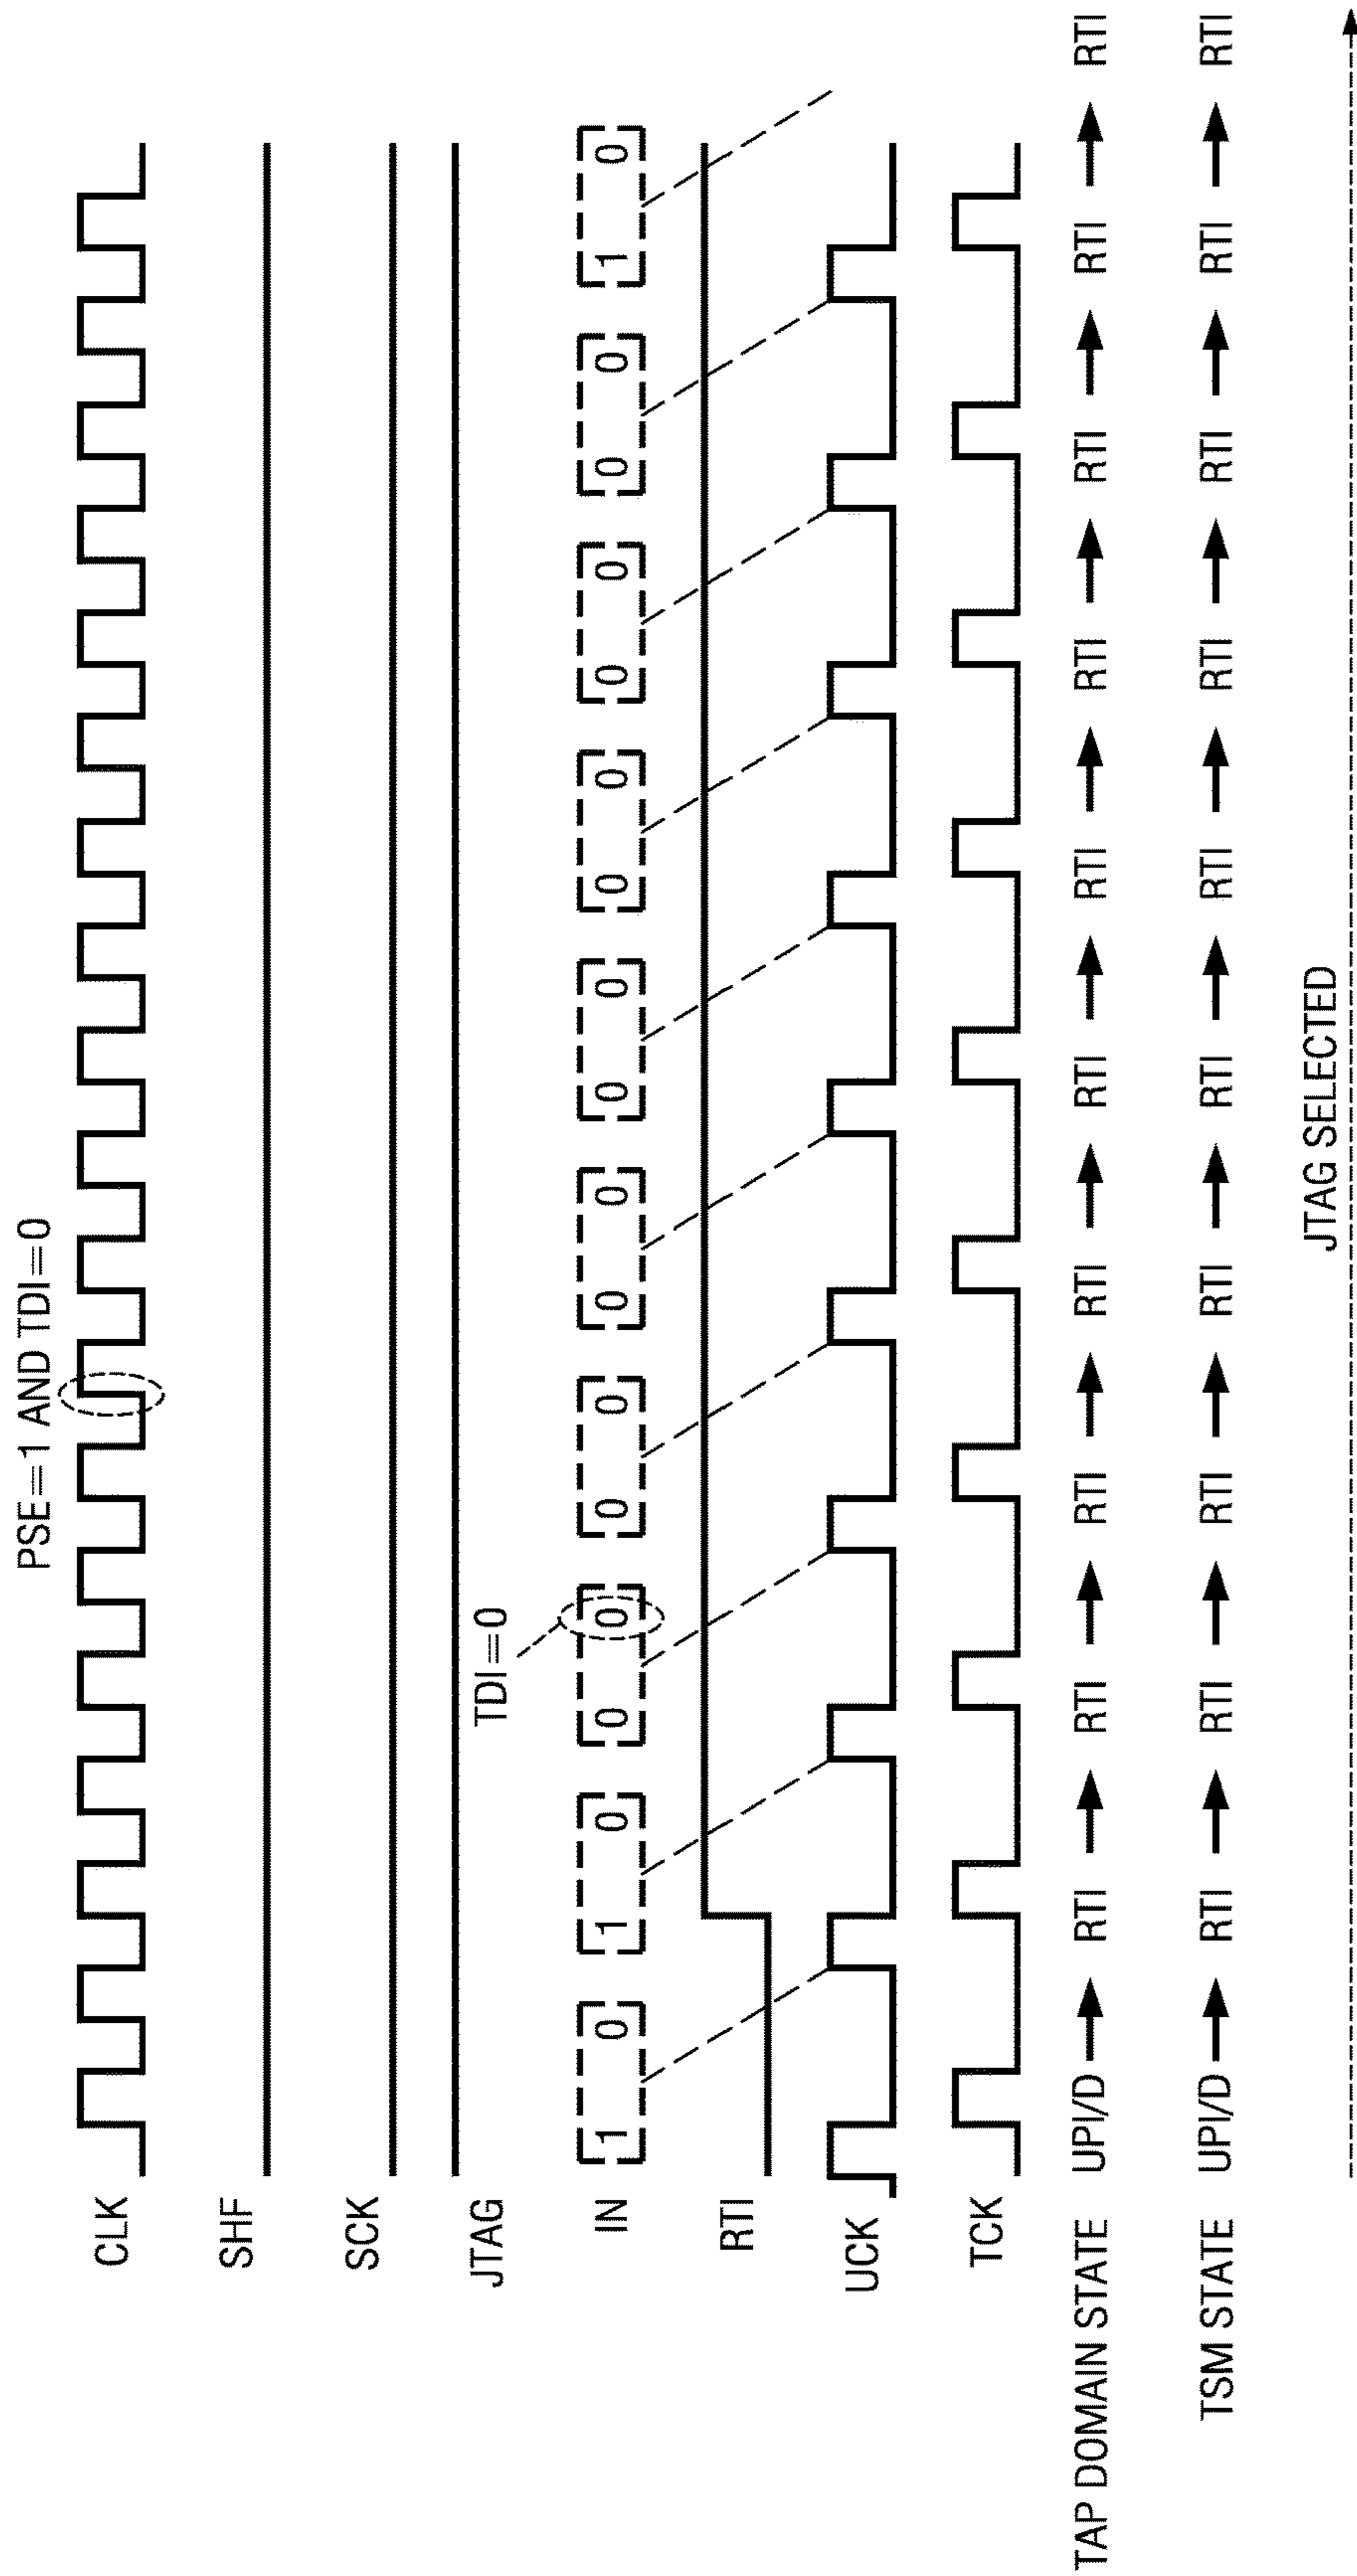 PSE=1 AND TDI=0
CLK
SHF
SCK
JTAG
TDI=0
IN 1 0 1 0 0 0 0 0 0 0 0 0 0 0 0 0 0 0 1 0
RTI
UCK
TCK
TAP DOMAIN STATE UPI/D RTI RTI RTI RTI RTI RTI RTI RTI RTI RTI
TSM STATE UPI/D RTI RTI RTI RTI RTI RTI RTI RTI RTI RTI
JTAG SELECTED